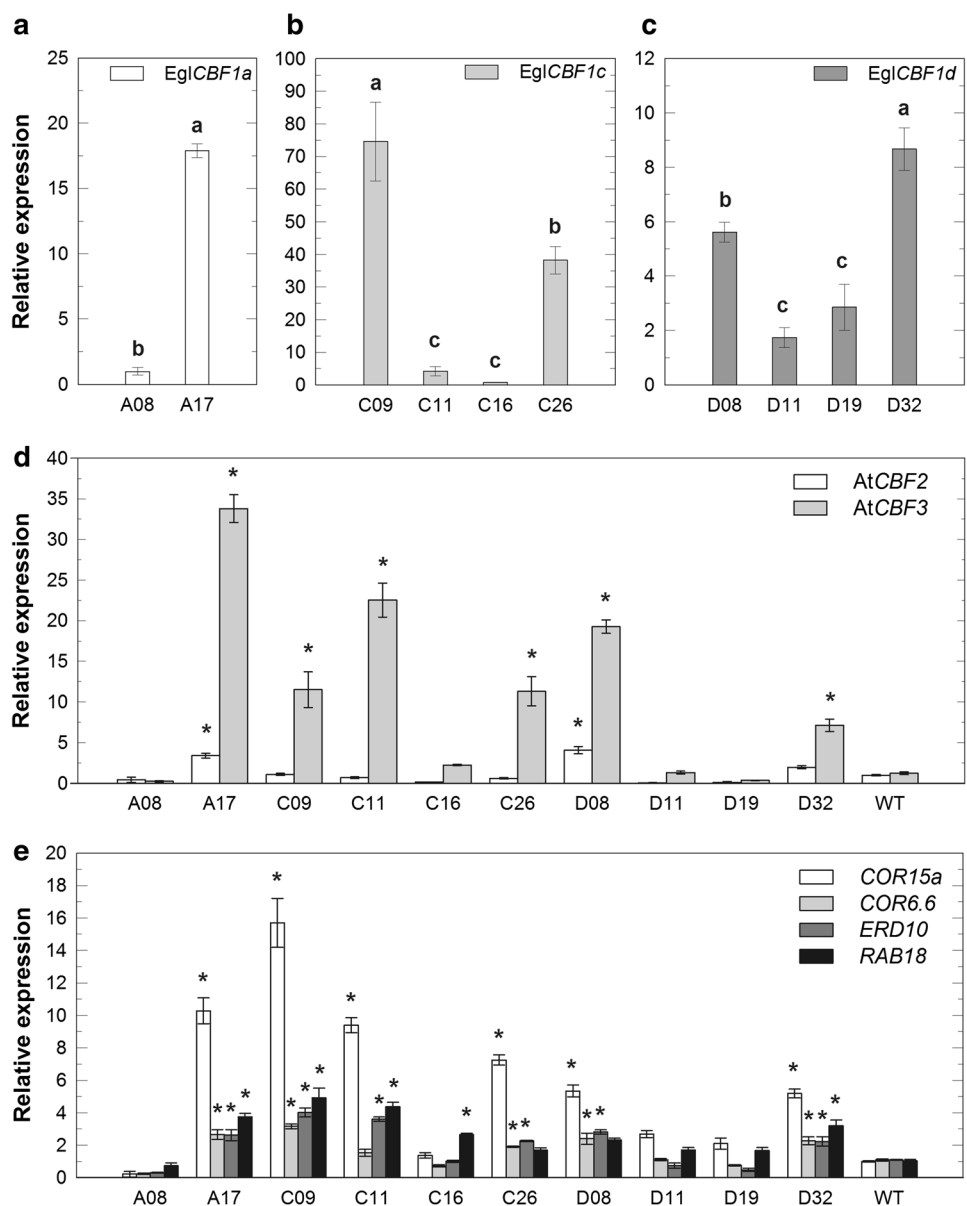 a
b
c
EglCBF1a
EglCBF1c
EglCBF1d
Relative expression
25
20
15
10
5
0
b
a
A08 A17
100
90
80
70
60
50
40
30
20
10
0
a
c
c
b
C09 C11 C16 C26
12
10
8
6
4
2
0
b
c
c
a
D08 D11 D19 D32
d
Relative expression
40
35
30
25
20
15
10
5
0
AtCBF2
AtCBF3
* * * * * * * *
A08 A17 C09 C11 C16 C26 D08 D11 D19 D32 WT
e
Relative expression
20
18
16
14
12
10
8
6
4
2
0
COR15a
COR6.6
ERD10
RAB18
* * * * * * * * * * * * * * * * * * * * * * *
A08 A17 C09 C11 C16 C26 D08 D11 D19 D32 WT